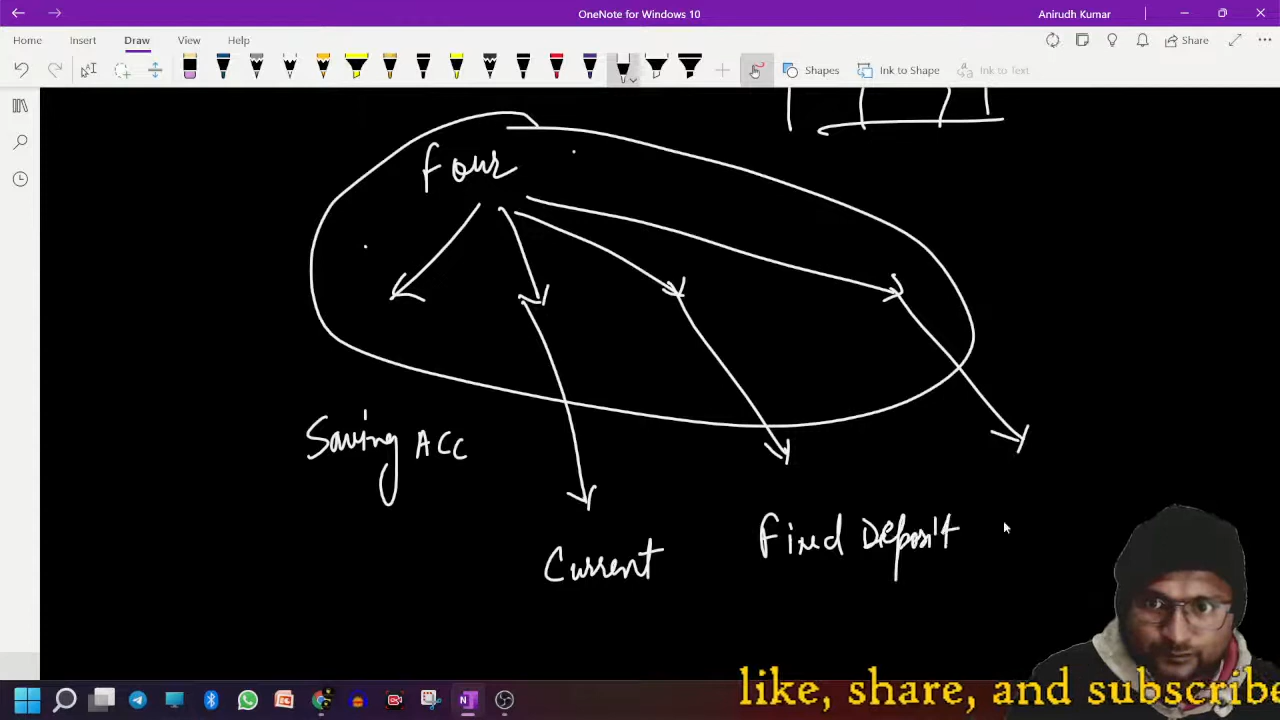 OneNote for Windows 10
Anirudh Kumar
Home Insert Draw View Help
Share
Shapes
Ink to Shape
Ink to Text
four
Saving ACC
Current
Fixed Deposit
like, share, and subscribe